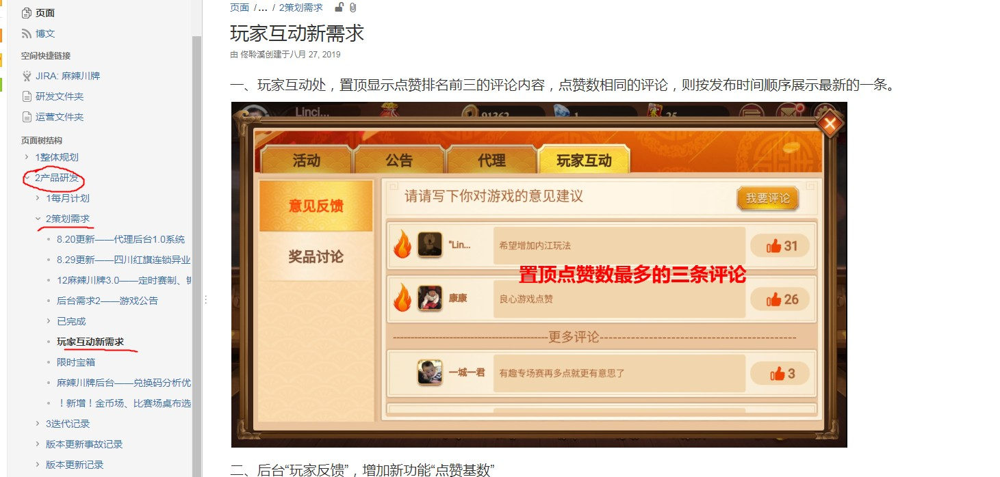 页面
博文
空间快捷链接
JIRA: 麻辣川牌
研发文件夹
运营文件夹
页面树结构
1整体规划
2产品研发
1每月计划
2策划需求
8.20更新——代理后台1.0系统
8.29更新——四川红旗连锁异业
12麻辣川牌3.0——定时赛制、
后台需求2——游戏公告
已完成
玩家互动新需求
限时宝箱
麻辣川牌后台——兑换码分析优
！新增！金币场、比赛场桌布选
3迭代记录
版本更新事故记录
版本更新记录
页面 /... / 2策划需求
玩家互动新需求
由 佟聆溪创建于八月 27, 2019
一、玩家互动处，置顶显示点赞排名前三的评论内容，点赞数相同的评论，则按发布时间顺序展示最新的一条。
Linci... 91362 1 25
活动 公告 代理 玩家互动
意见反馈
奖品讨论
请请写下你对游戏的意见建议 我要评论
"Lin... 希望增加内江玩法 31
置顶点赞数最多的三条评论
康康 良心游戏点赞 26
更多评论
一城一君 有趣专场赛再多点就更有意思了 3
二、后台“玩家反馈”，增加新功能“点赞基数”